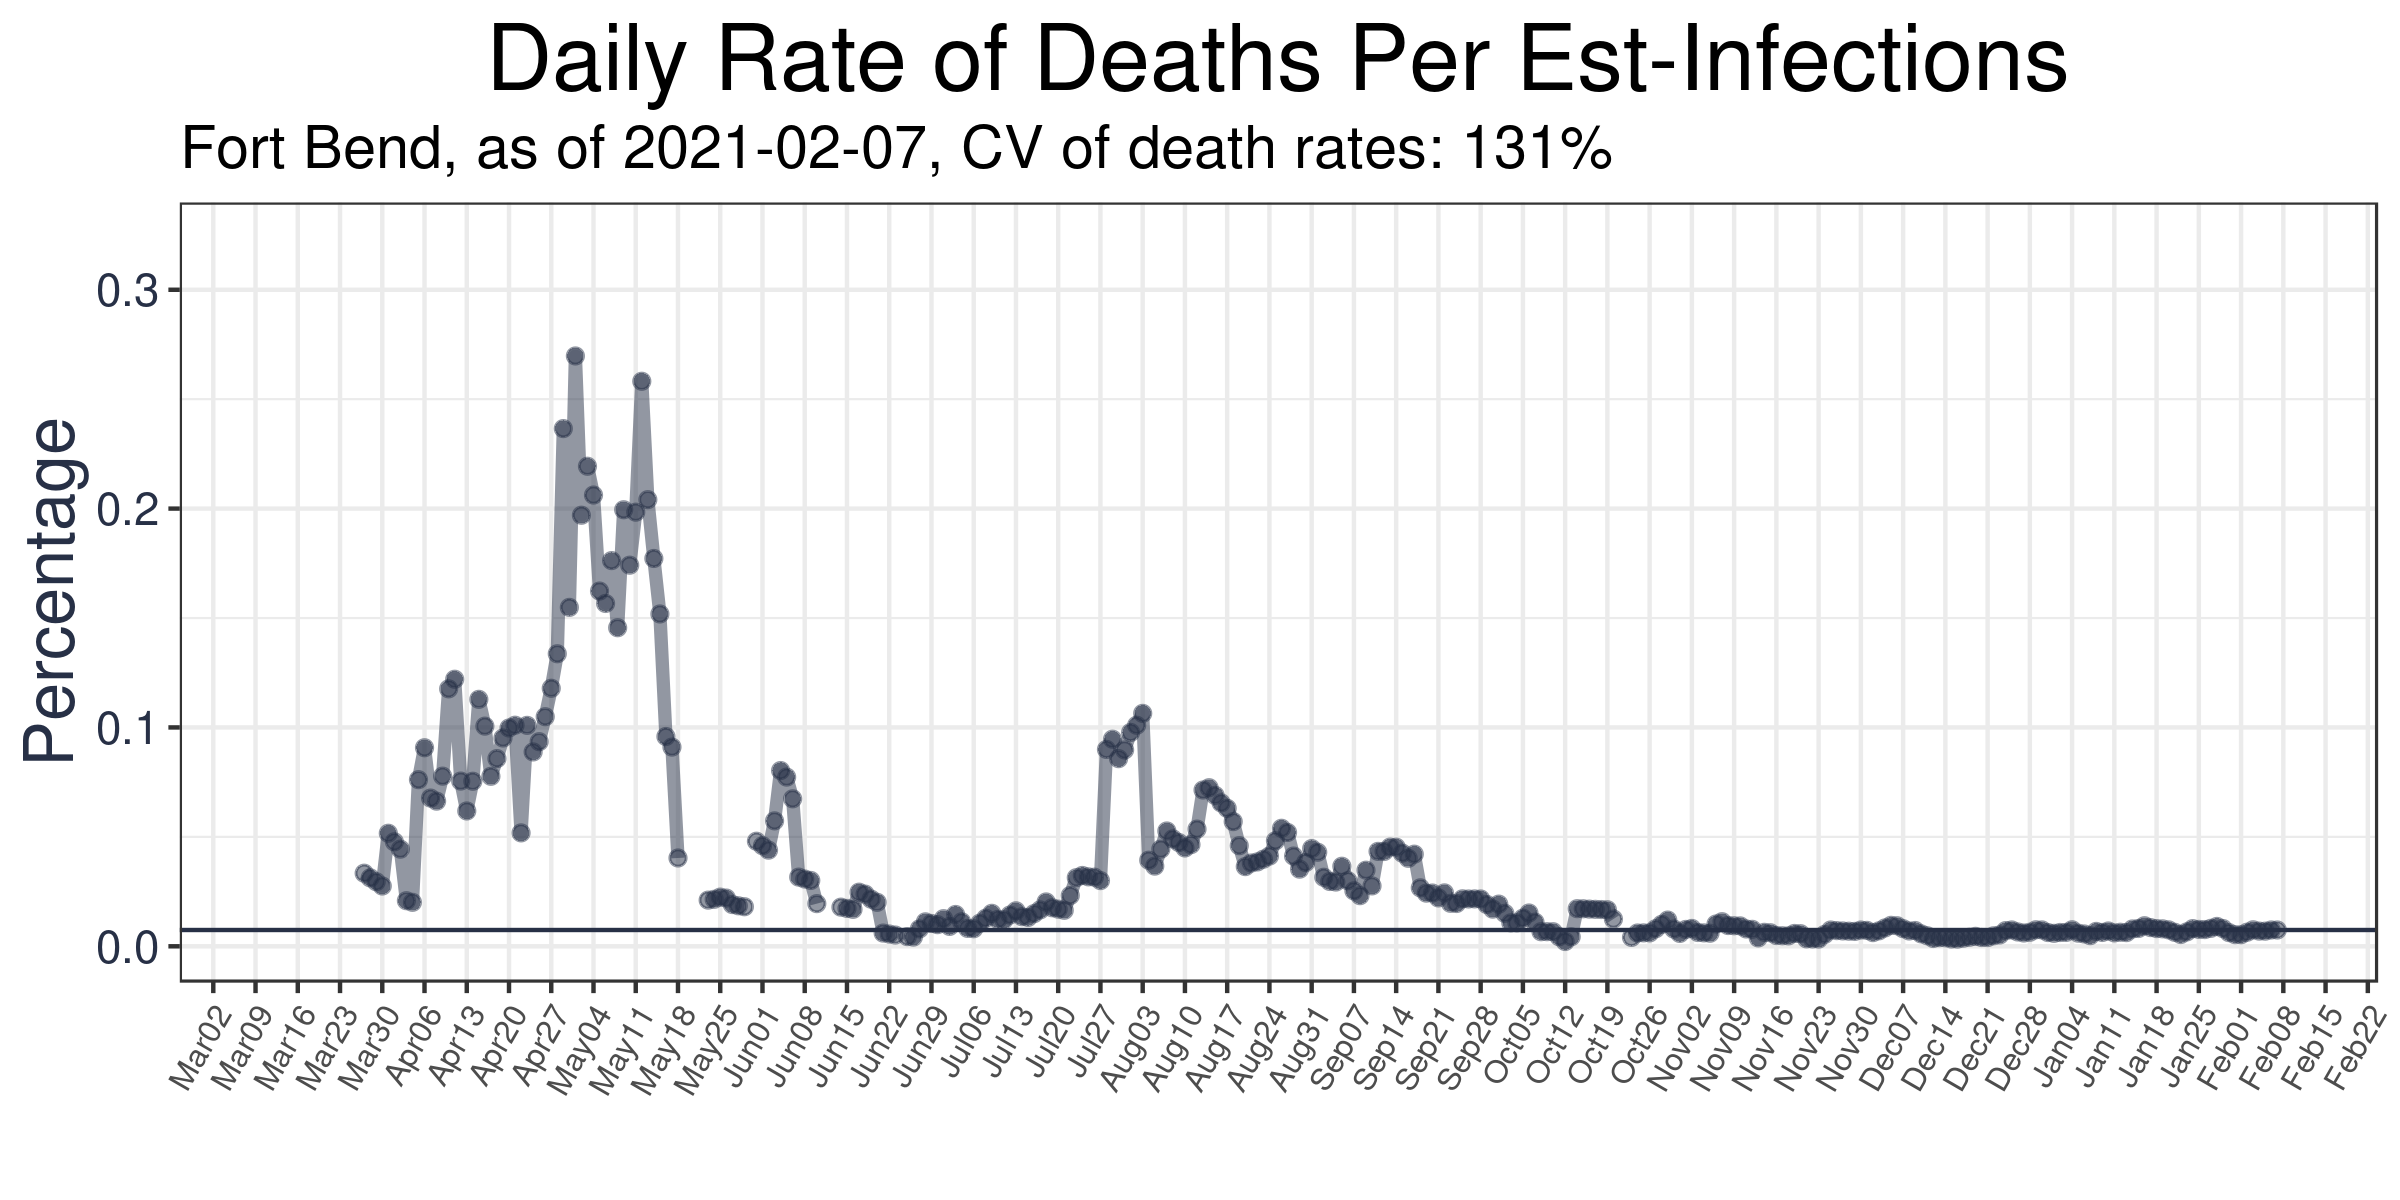 Daily Rate of Deaths Per Est-Infections
Fort Bend, as of 2021-02-07, CV of death rates: 131%
Percentage
0.3
0.2
0.1
0.0
Mar02 Mar09 Mar16 Mar23 Mar30 Apr06 Apr13 Apr20 Apr27 May04 May11 May18 May25 Jun01 Jun08 Jun15 Jun22 Jun29 Jul06 Jul13 Jul20 Jul27 Aug03 Aug10 Aug17 Aug24 Aug31 Sep07 Sep14 Sep21 Sep28 Oct05 Oct12 Oct19 Oct26 Nov02 Nov09 Nov16 Nov23 Nov30 Dec07 Dec14 Dec21 Dec28 Jan04 Jan11 Jan18 Jan25 Feb01 Feb08 Feb15 Feb22